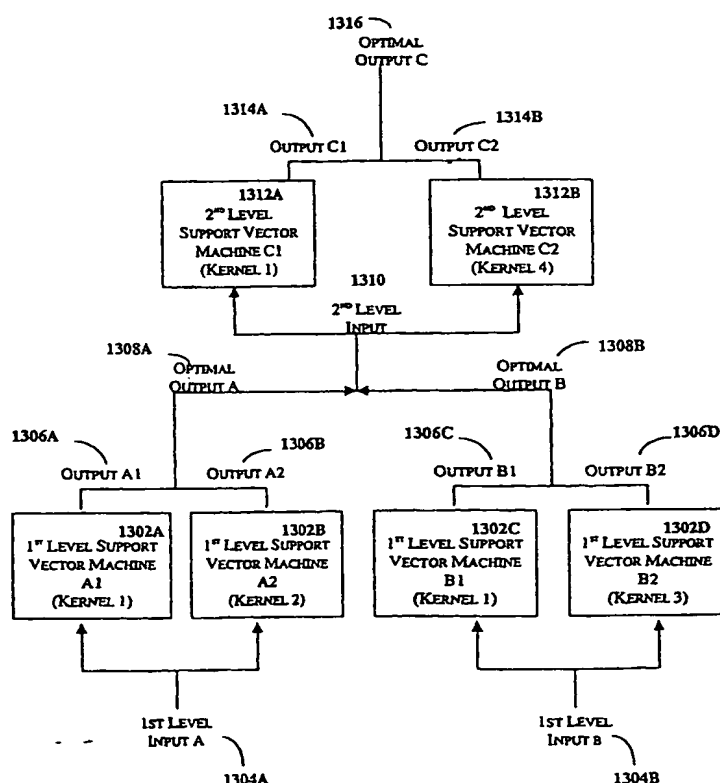 1316
OPTIMAL
OUTPUT C
1314A
1314B
OUTPUT C1
OUTPUT C2
1312A
2ND LEVEL
SUPPORT VECTOR
MACHINE C1
(KERNEL 1)
1312B
2ND LEVEL
SUPPORT VECTOR
MACHINE C2
(KERNEL 4)
1310
2ND LEVEL
INPUT
1308A
OPTIMAL
OUTPUT A
1308B
OPTIMAL
OUTPUT B
1306A
1306B
OUTPUT A1
OUTPUT A2
1306C
1306D
OUTPUT B1
OUTPUT B2
1302A
1ST LEVEL SUPPORT
VECTOR MACHINE
A1
(KERNEL 1)
1302B
1ST LEVEL SUPPORT
VECTOR MACHINE
A2
(KERNEL 2)
1302C
1ST LEVEL SUPPORT
VECTOR MACHINE
B1
(KERNEL 1)
1302D
1ST LEVEL SUPPORT
VECTOR MACHINE
B2
(KERNEL 3)
1ST LEVEL
INPUT A
1304A
1ST LEVEL
INPUT B
1304B